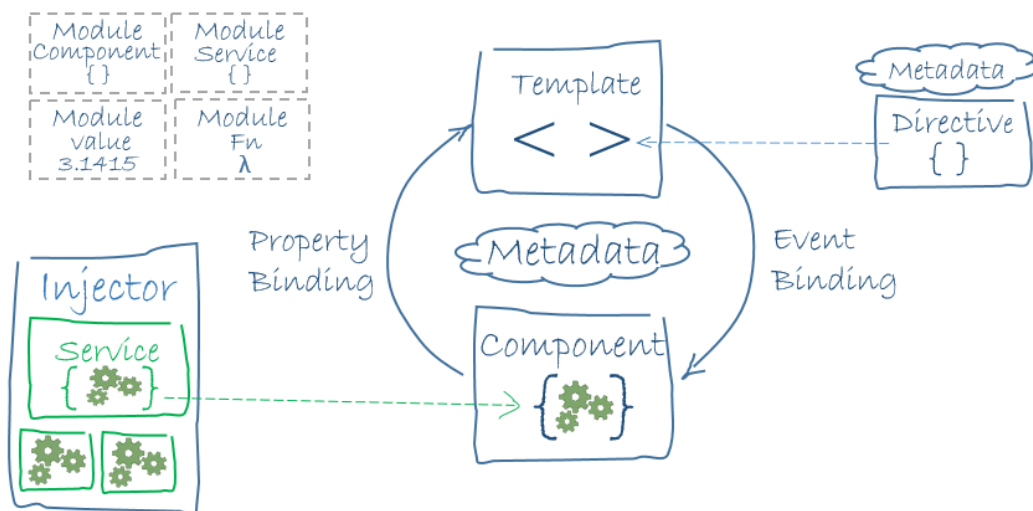 Module
Component
{ }
Module
Service
{ }
Module
value
3.1415
Module
Fn
λ
Template
< >
Metadata
Directive
{ }
Property
Binding
Metadata
Event
Binding
Injector
Service
{ }
Component
{ }